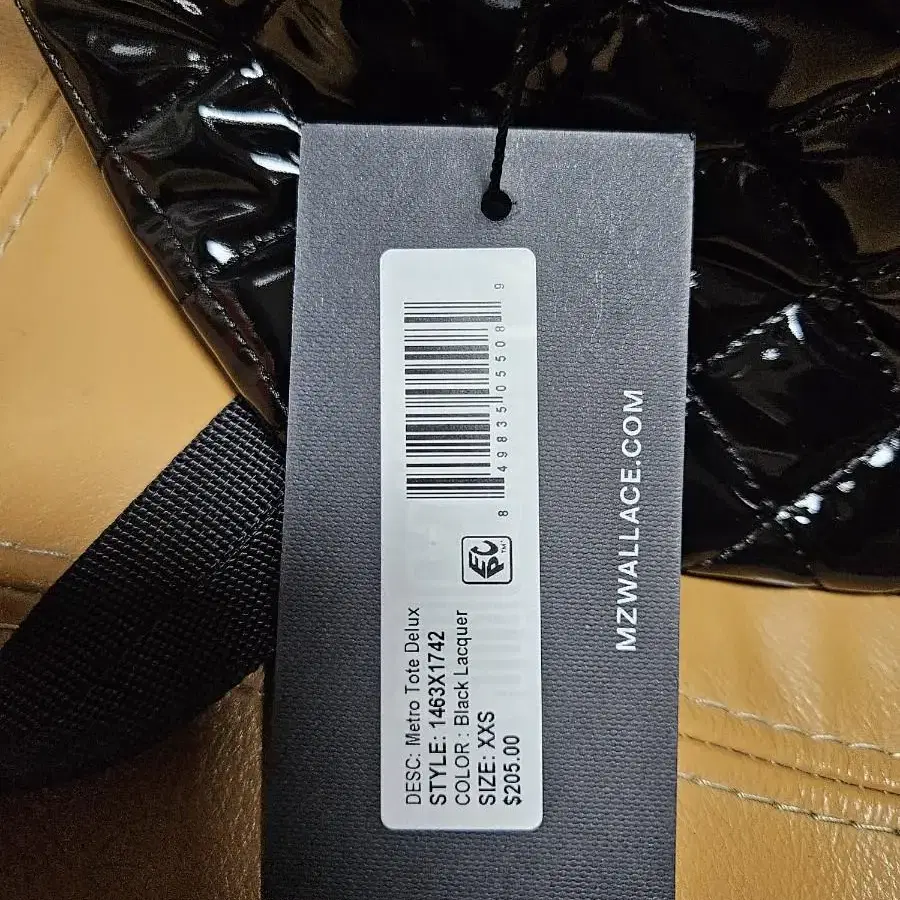 8 49835 05508 9
EPC™
DESC: Metro Tote Delux
STYLE: 1463X1742
COLOR : Black Lacquer
SIZE: XXS
$205.00
MZWALLACE.COM